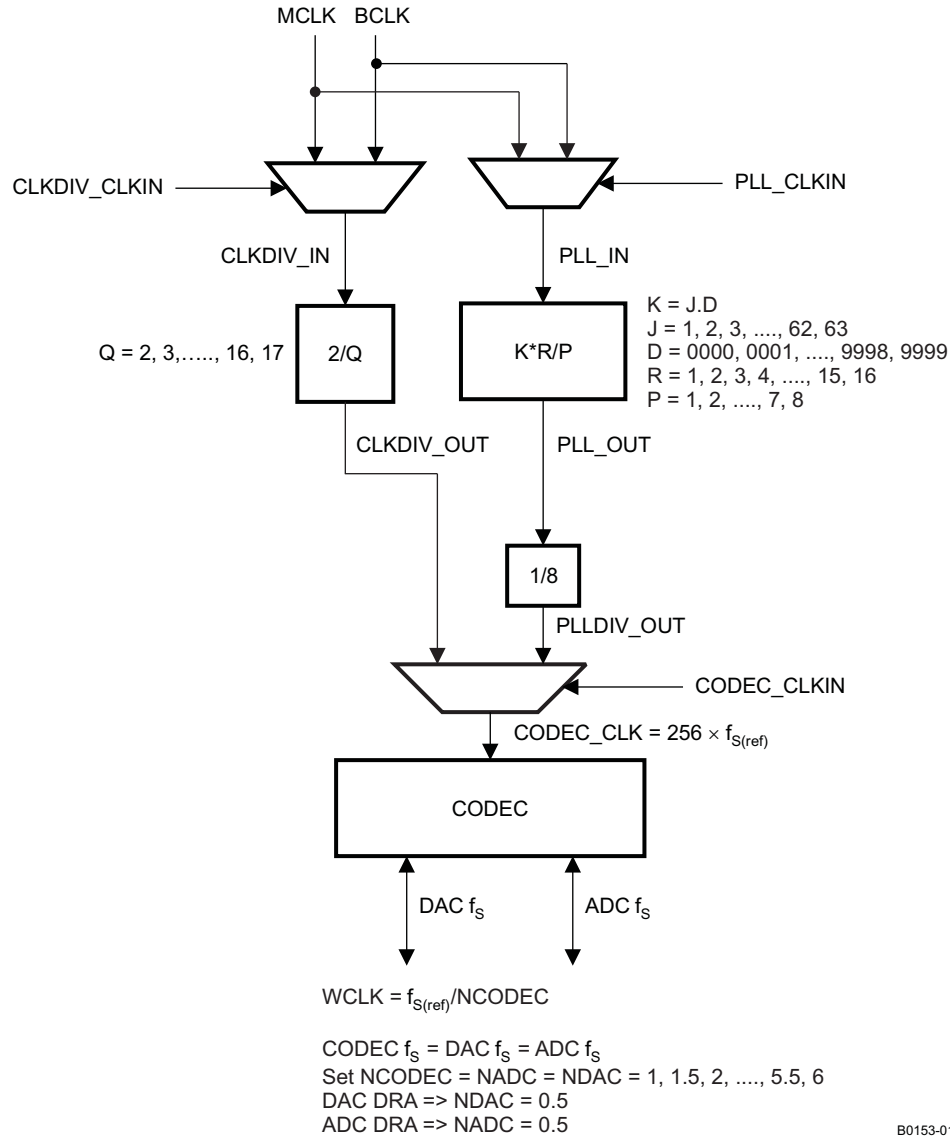 MCLK BCLK
CLKDIV_CLKIN
PLL_CLKIN
CLKDIV_IN
PLL_IN
Q = 2, 3,….., 16, 17
2/Q
K*R/P
K = J.D
J = 1, 2, 3, ...., 62, 63
D = 0000, 0001, ...., 9998, 9999
R = 1, 2, 3, 4, ...., 15, 16
P = 1, 2, ...., 7, 8
CLKDIV_OUT
PLL_OUT
1/8
PLLDIV_OUT
CODEC_CLKIN
CODEC_CLK = 256 × fS(ref)
CODEC
DAC fS
ADC fS
WCLK = fS(ref)/NCODEC
CODEC fS = DAC fS = ADC fS
Set NCODEC = NADC = NDAC = 1, 1.5, 2, ...., 5.5, 6
DAC DRA => NDAC = 0.5
ADC DRA => NADC = 0.5